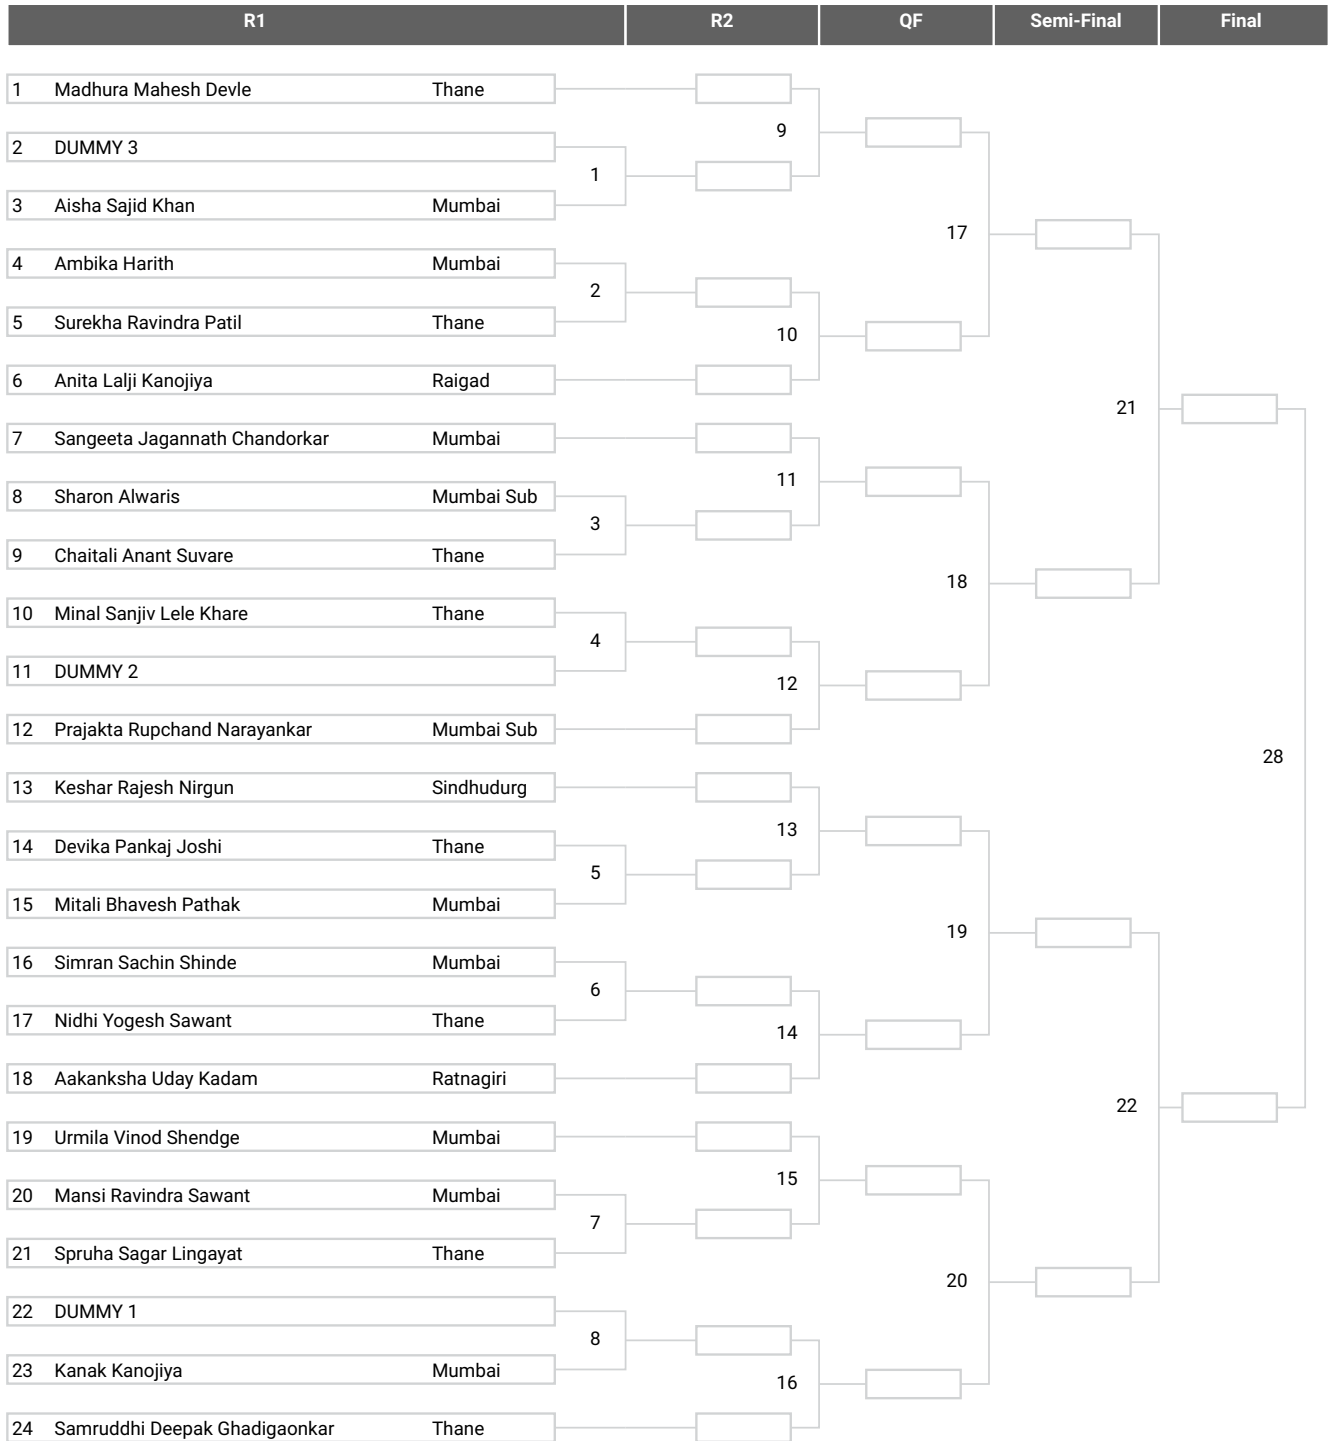 R1 R2 QF Semi-Final Final
1 Madhura Mahesh Devle Thane
9
2 DUMMY 3
1
3 Aisha Sajid Khan Mumbai
17
4 Ambika Harith Mumbai
2
5 Surekha Ravindra Patil Thane
10
6 Anita Lalji Kanojiya Raigad
21
7 Sangeeta Jagannath Chandorkar Mumbai
11
8 Sharon Alwaris Mumbai Sub
3
9 Chaitali Anant Suvare Thane
18
10 Minal Sanjiv Lele Khare Thane
4
11 DUMMY 2
12
12 Prajakta Rupchand Narayankar Mumbai Sub
28
13 Keshar Rajesh Nirgun Sindhudurg
13
14 Devika Pankaj Joshi Thane
5
15 Mitali Bhavesh Pathak Mumbai
19
16 Simran Sachin Shinde Mumbai
6
17 Nidhi Yogesh Sawant Thane
14
18 Aakanksha Uday Kadam Ratnagiri
22
19 Urmila Vinod Shendge Mumbai
15
20 Mansi Ravindra Sawant Mumbai
7
21 Spruha Sagar Lingayat Thane
20
22 DUMMY 1
8
23 Kanak Kanojiya Mumbai
16
24 Samruddhi Deepak Ghadigaonkar Thane